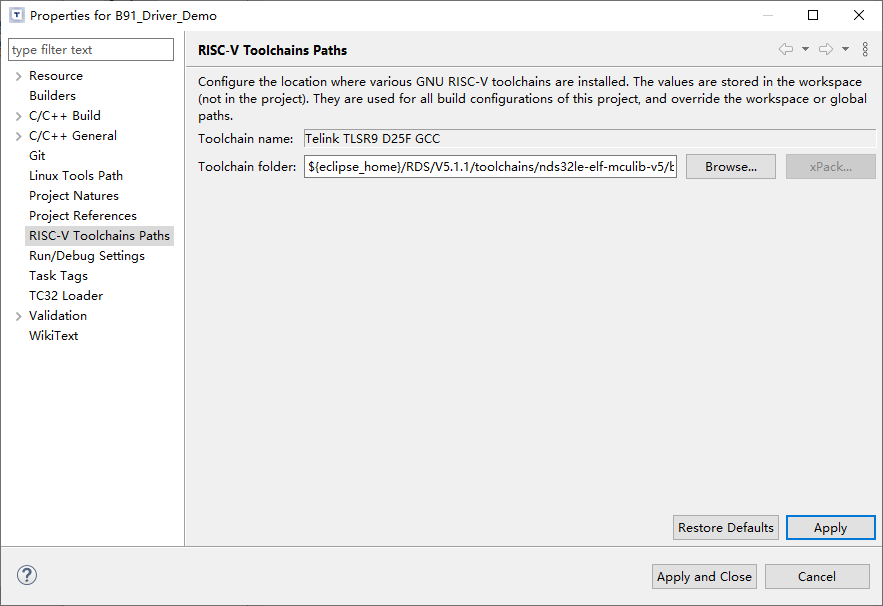 Properties for B91_Driver_Demo
type filter text
Resource
Builders
C/C++ Build
C/C++ General
Git
Linux Tools Path
Project Natures
Project References
RISC-V Toolchains Paths
Run/Debug Settings
Task Tags
TC32 Loader
Validation
WikiText
RISC-V Toolchains Paths
Configure the location where various GNU RISC-V toolchains are installed. The values are stored in the workspace
(not in the project). They are used for all build configurations of this project, and override the workspace or global
paths.
Toolchain name: Telink TLSR9 D25F GCC
Toolchain folder: ${eclipse_home}/RDS/V5.1.1/toolchains/nds32le-elf-mculib-v5/b Browse... xPack...
Restore Defaults Apply
? Apply and Close Cancel